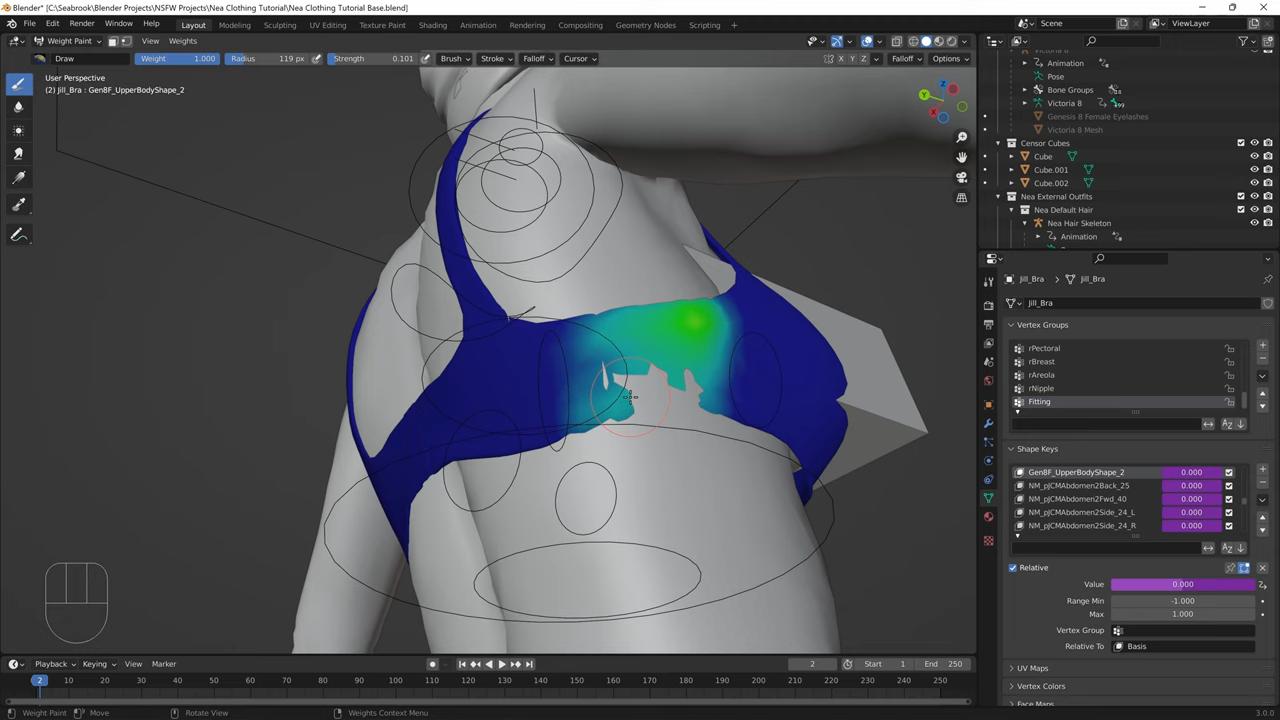 Blender* [C:\Seabrook\Blender Projects\NSFW Projects\Nea Clothing Tutorial\Nea Clothing Tutorial Base.blend]
File Edit Render Window Help Layout Modeling Sculpting UV Editing Texture Paint Shading Animation Rendering Compositing Geometry Nodes Scripting + Scene ViewLayer
Weight Paint View Weights
Draw Weight 1.000 Radius 119 px Strength 0.101 Brush Stroke Falloff Cursor X Y Z Falloff Options
User Perspective
(2) Jill_Bra : Gen8F_UpperBodyShape_2
Animation
Pose
Bone Groups
Victoria 8
Genesis 8 Female Eyelashes
Victoria 8 Mesh
Censor Cubes
Cube
Cube.001
Cube.002
Nea External Outfits
Nea Default Hair
Nea Hair Skeleton
Animation
Jill_Bra Jill_Bra
Jill_Bra
Vertex Groups
rPectoral
rBreast
rAreola
rNipple
Fitting
Shape Keys
Gen8F_UpperBodyShape_2 0.000
NM_pJCMAbdomen2Back_25 0.000
NM_pJCMAbdomen2Fwd_40 0.000
NM_pJCMAbdomen2Side_24_L 0.000
NM_pJCMAbdomen2Side_24_R 0.000
Relative
Value 0.000
Range Min -1.000
Max 1.000
Vertex Group
Relative To Basis
UV Maps
Vertex Colors
Face Maps
Playback Keying View Marker 2 Start 1 End 250
2 10 20 30 40 50 60 70 80 90 100 110 120 130 140 150 160 170 180 190 200 210 220 230 240 250
Weight Paint Move Rotate View Weights Context Menu 3.0.0